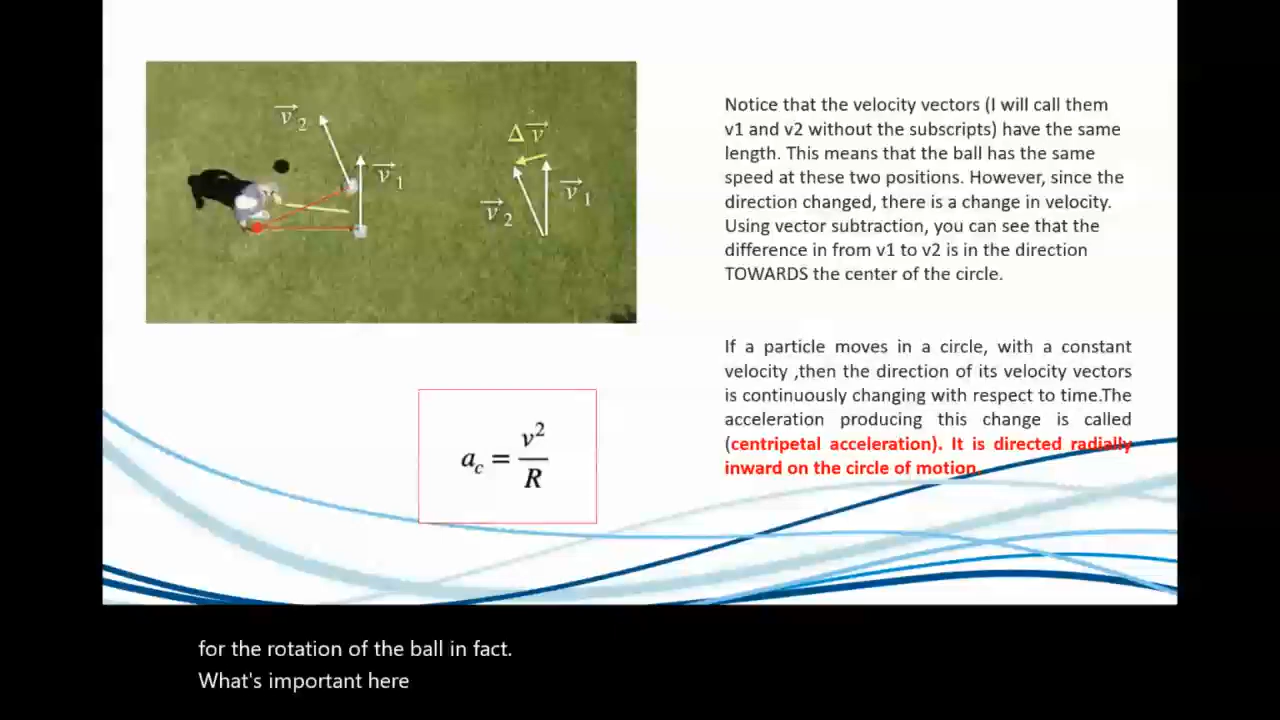 v⃗₂
v⃗₁
Δv⃗
v⃗₂
v⃗₁
Notice that the velocity vectors (I will call them
v1 and v2 without the subscripts) have the same
length. This means that the ball has the same
speed at these two positions. However, since the
direction changed, there is a change in velocity.
Using vector subtraction, you can see that the
difference in from v1 to v2 is in the direction
TOWARDS the center of the circle.
If a particle moves in a circle, with a constant
velocity ,then the direction of its velocity vectors
is continuously changing with respect to time.The
acceleration producing this change is called
(centripetal acceleration). It is directed radially
inward on the circle of motion.
a_c = v²/R
for the rotation of the ball in fact.
What's important here